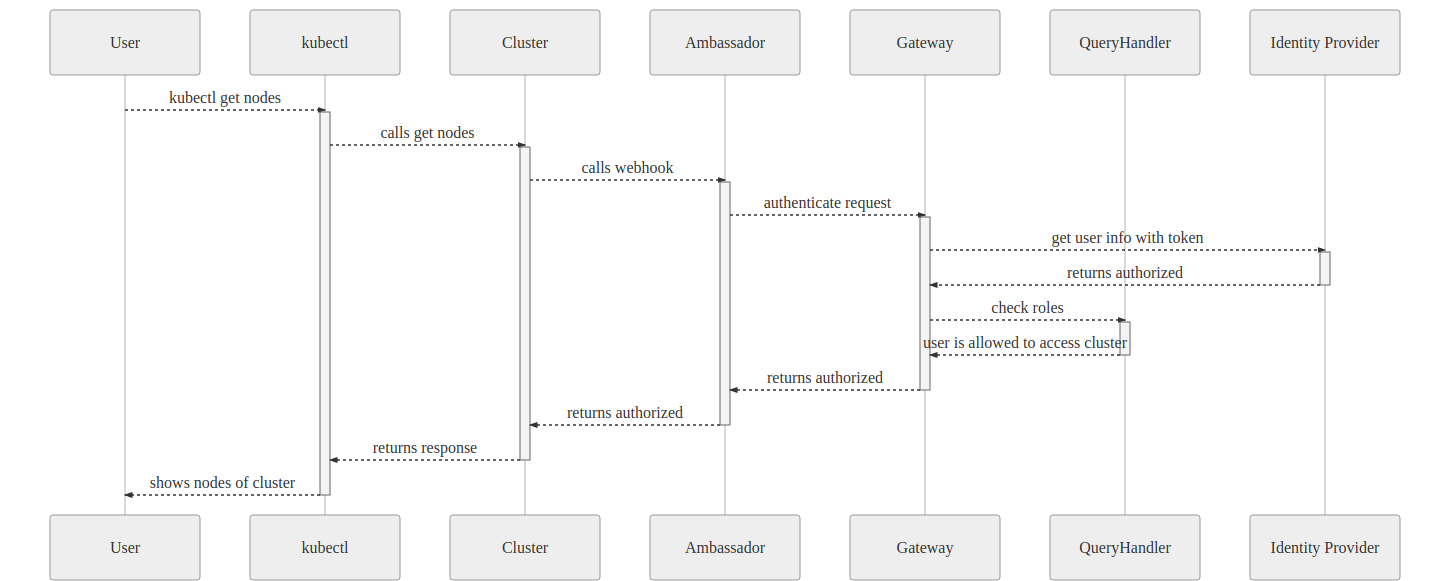 User
kubectl
Cluster
Ambassador
Gateway
QueryHandler
Identity Provider
kubectl get nodes
calls get nodes
calls webhook
authenticate request
get user info with token
returns authorized
check roles
user is allowed to access cluster
returns authorized
returns authorized
returns response
shows nodes of cluster
User
kubectl
Cluster
Ambassador
Gateway
QueryHandler
Identity Provider